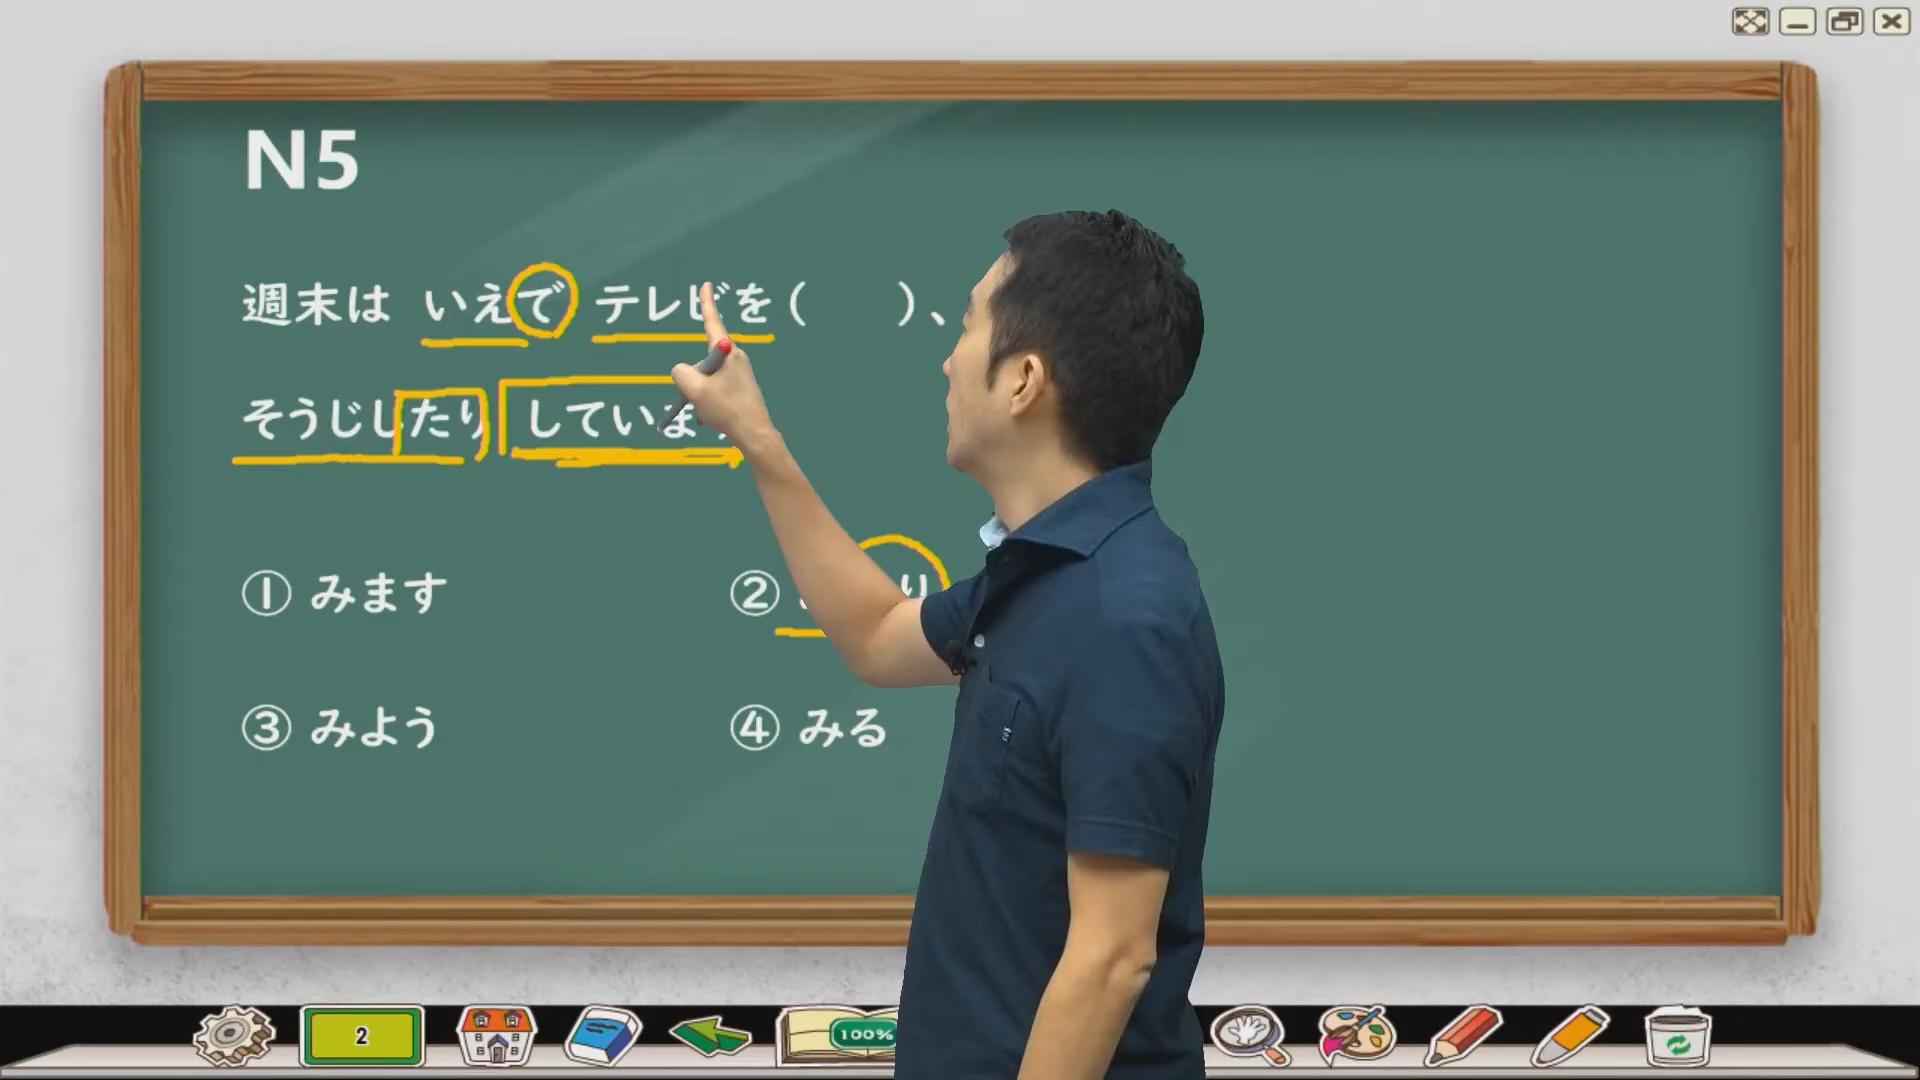 N5
週末は いえで テレビを( )、
そうじしたり していま
① みます
②
③ みよう
④ みる
2
100%